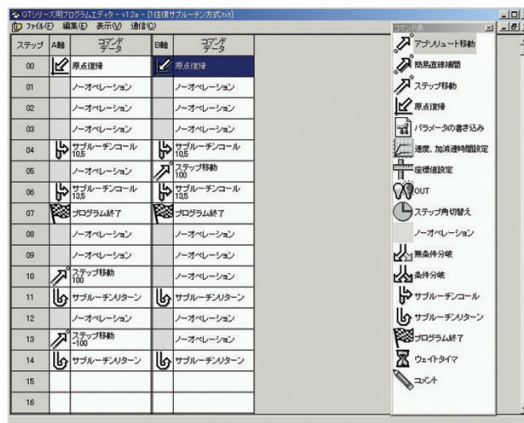 QTシリーズ用プログラムエディタ - v1.2a - [1往復サブルーチン方式.txt]
ファイル(F) 編集(E) 表示(V) 通信(C)
ステップ A軸 コマンド データ B軸 コマンド データ
00 原点復帰 原点復帰
01 ノーオペレーション ノーオペレーション
02 ノーオペレーション ノーオペレーション
03 ノーオペレーション ノーオペレーション
04 サブルーチンコール 10,5 サブルーチンコール 10,5
05 ノーオペレーション ステップ移動 100
06 サブルーチンコール 13,5 サブルーチンコール 13,5
07 プログラム終了 プログラム終了
08 ノーオペレーション ノーオペレーション
09 ノーオペレーション ノーオペレーション
10 ステップ移動 100 ノーオペレーション
11 サブルーチンリターン サブルーチンリターン
12 ノーオペレーション ノーオペレーション
13 ステップ移動 -100 ノーオペレーション
14 サブルーチンリターン サブルーチンリターン
15
16
アブソリュート移動
簡易直線補間
ステップ移動
原点復帰
パラメータの書き込み
速度、加減速時間設定
座標値設定
OUT
ステップ角切替え
ノーオペレーション
無条件分岐
条件分岐
サブルーチンコール
サブルーチンリターン
プログラム終了
ウェイトタイマ
コメント